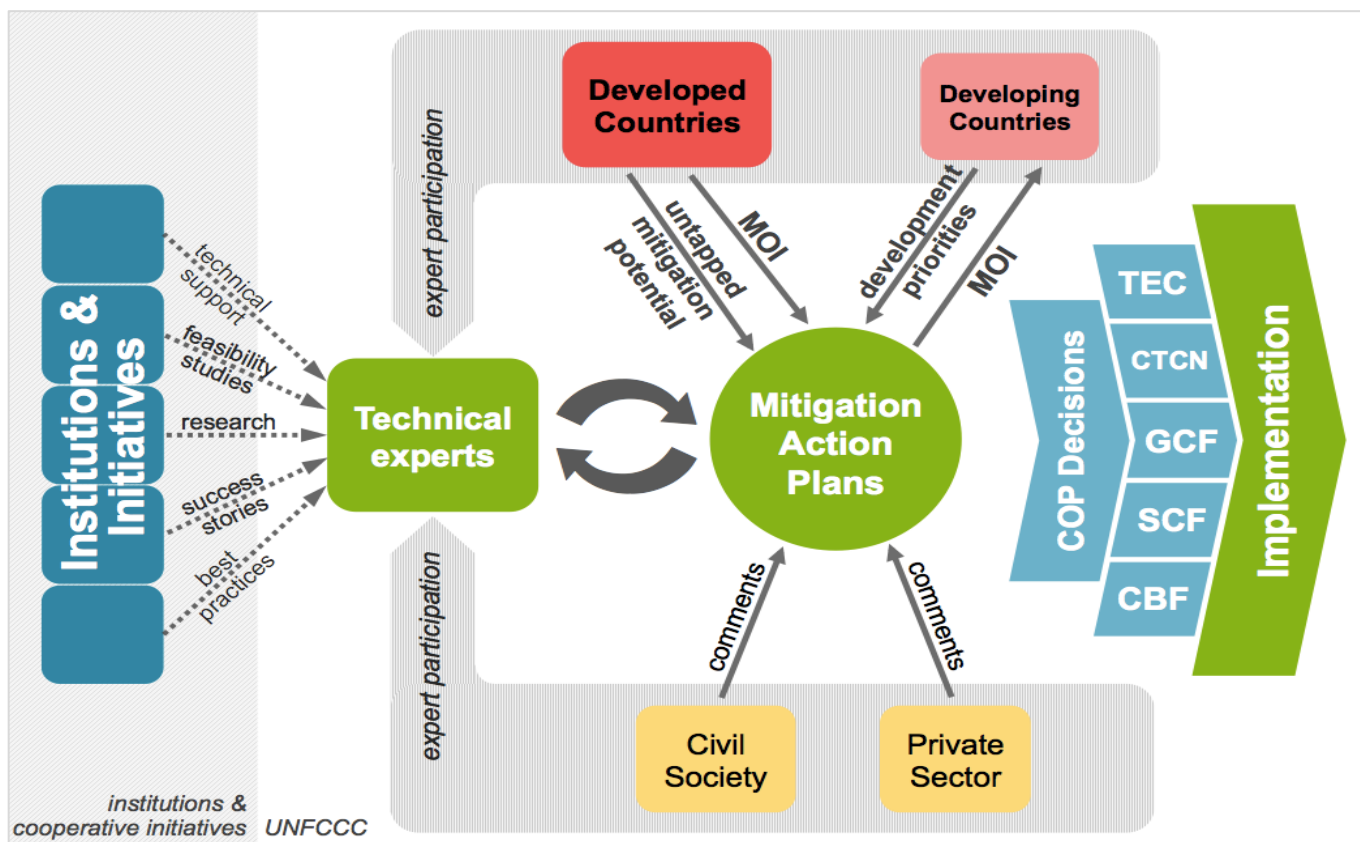 Institutions &
Initiatives
technical
support
feasibility
studies
research
success
stories
best
practices
institutions &
cooperative initiatives
UNFCCC
expert participation
expert participation
Technical
experts
Developed
Countries
Developing
Countries
untapped
mitigation
potential
MOI
development
priorities
MOI
Mitigation
Action
Plans
comments
comments
Civil
Society
Private
Sector
COP Decisions
TEC
CTCN
GCF
SCF
CBF
Implementation